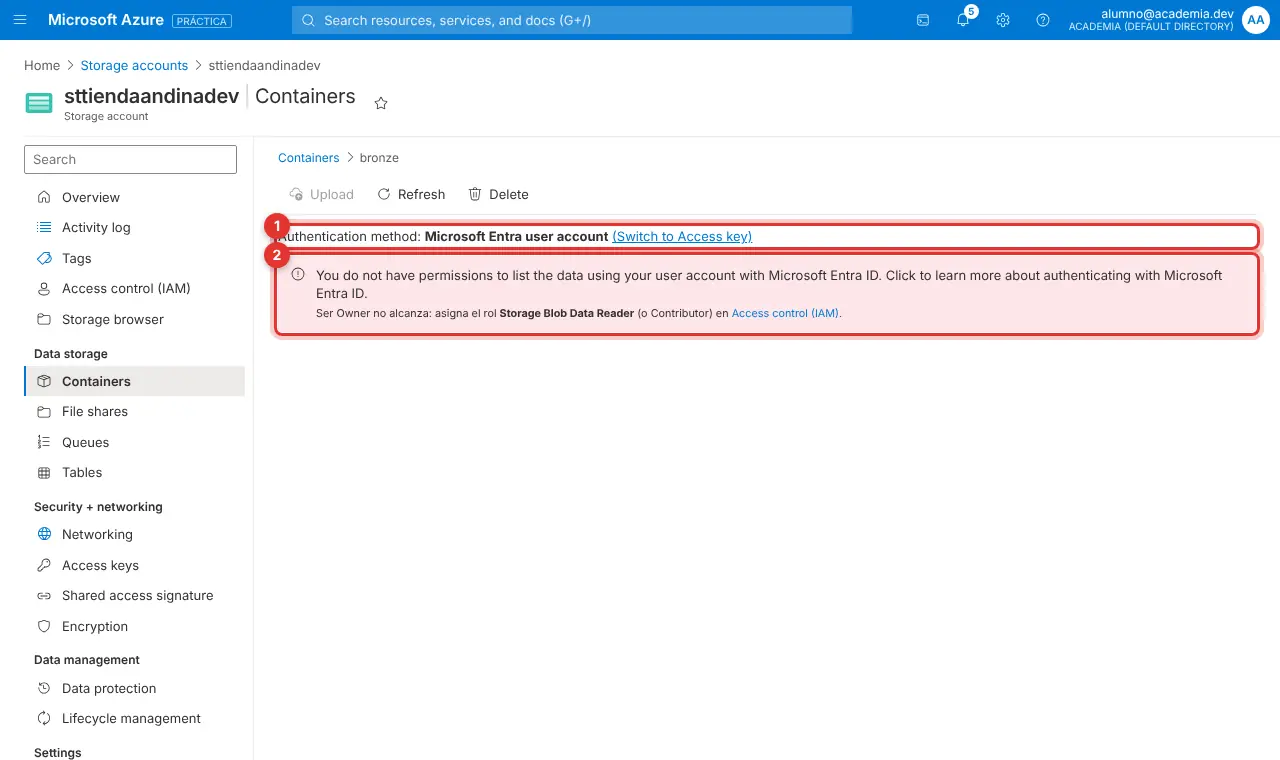 Microsoft Azure PRÁCTICA
Search resources, services, and docs (G+/)
5
alumno@academia.dev
ACADEMIA (DEFAULT DIRECTORY)
AA
Home > Storage accounts > sttiendaandinadev
sttiendaandinadev | Containers
Storage account
Search
Overview
Activity log
Tags
Access control (IAM)
Storage browser
Data storage
Containers
File shares
Queues
Tables
Security + networking
Networking
Access keys
Shared access signature
Encryption
Data management
Data protection
Lifecycle management
Settings
Containers > bronze
Upload Refresh Delete
1
Authentication method: Microsoft Entra user account (Switch to Access key)
2
You do not have permissions to list the data using your user account with Microsoft Entra ID. Click to learn more about authenticating with Microsoft
Entra ID.
Ser Owner no alcanza: asigna el rol Storage Blob Data Reader (o Contributor) en Access control (IAM).